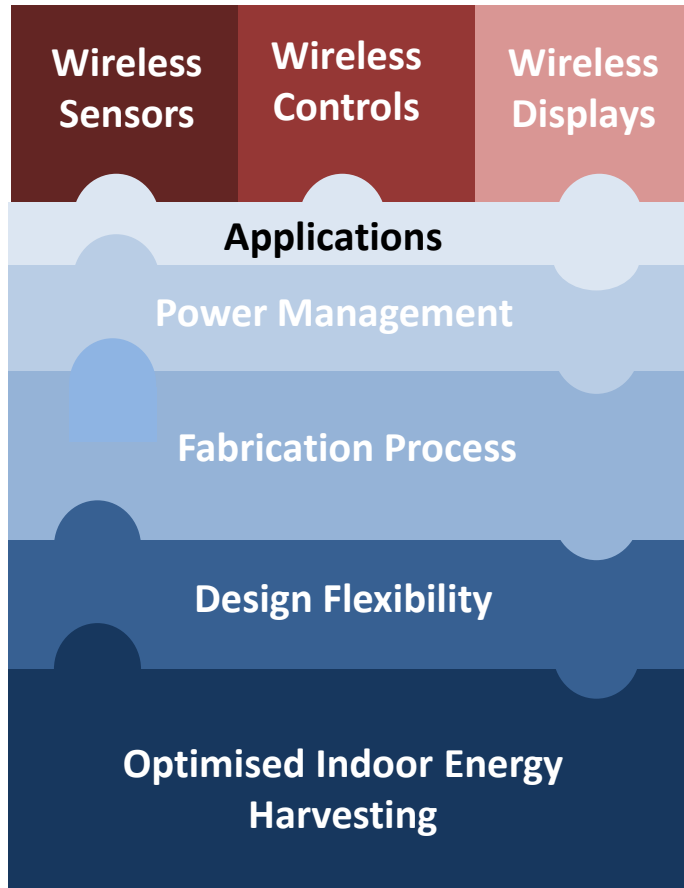 Wireless
Sensors
Wireless
Controls
Wireless
Displays
Applications
Power Management
Fabrication Process
Design Flexibility
Optimised Indoor Energy
Harvesting